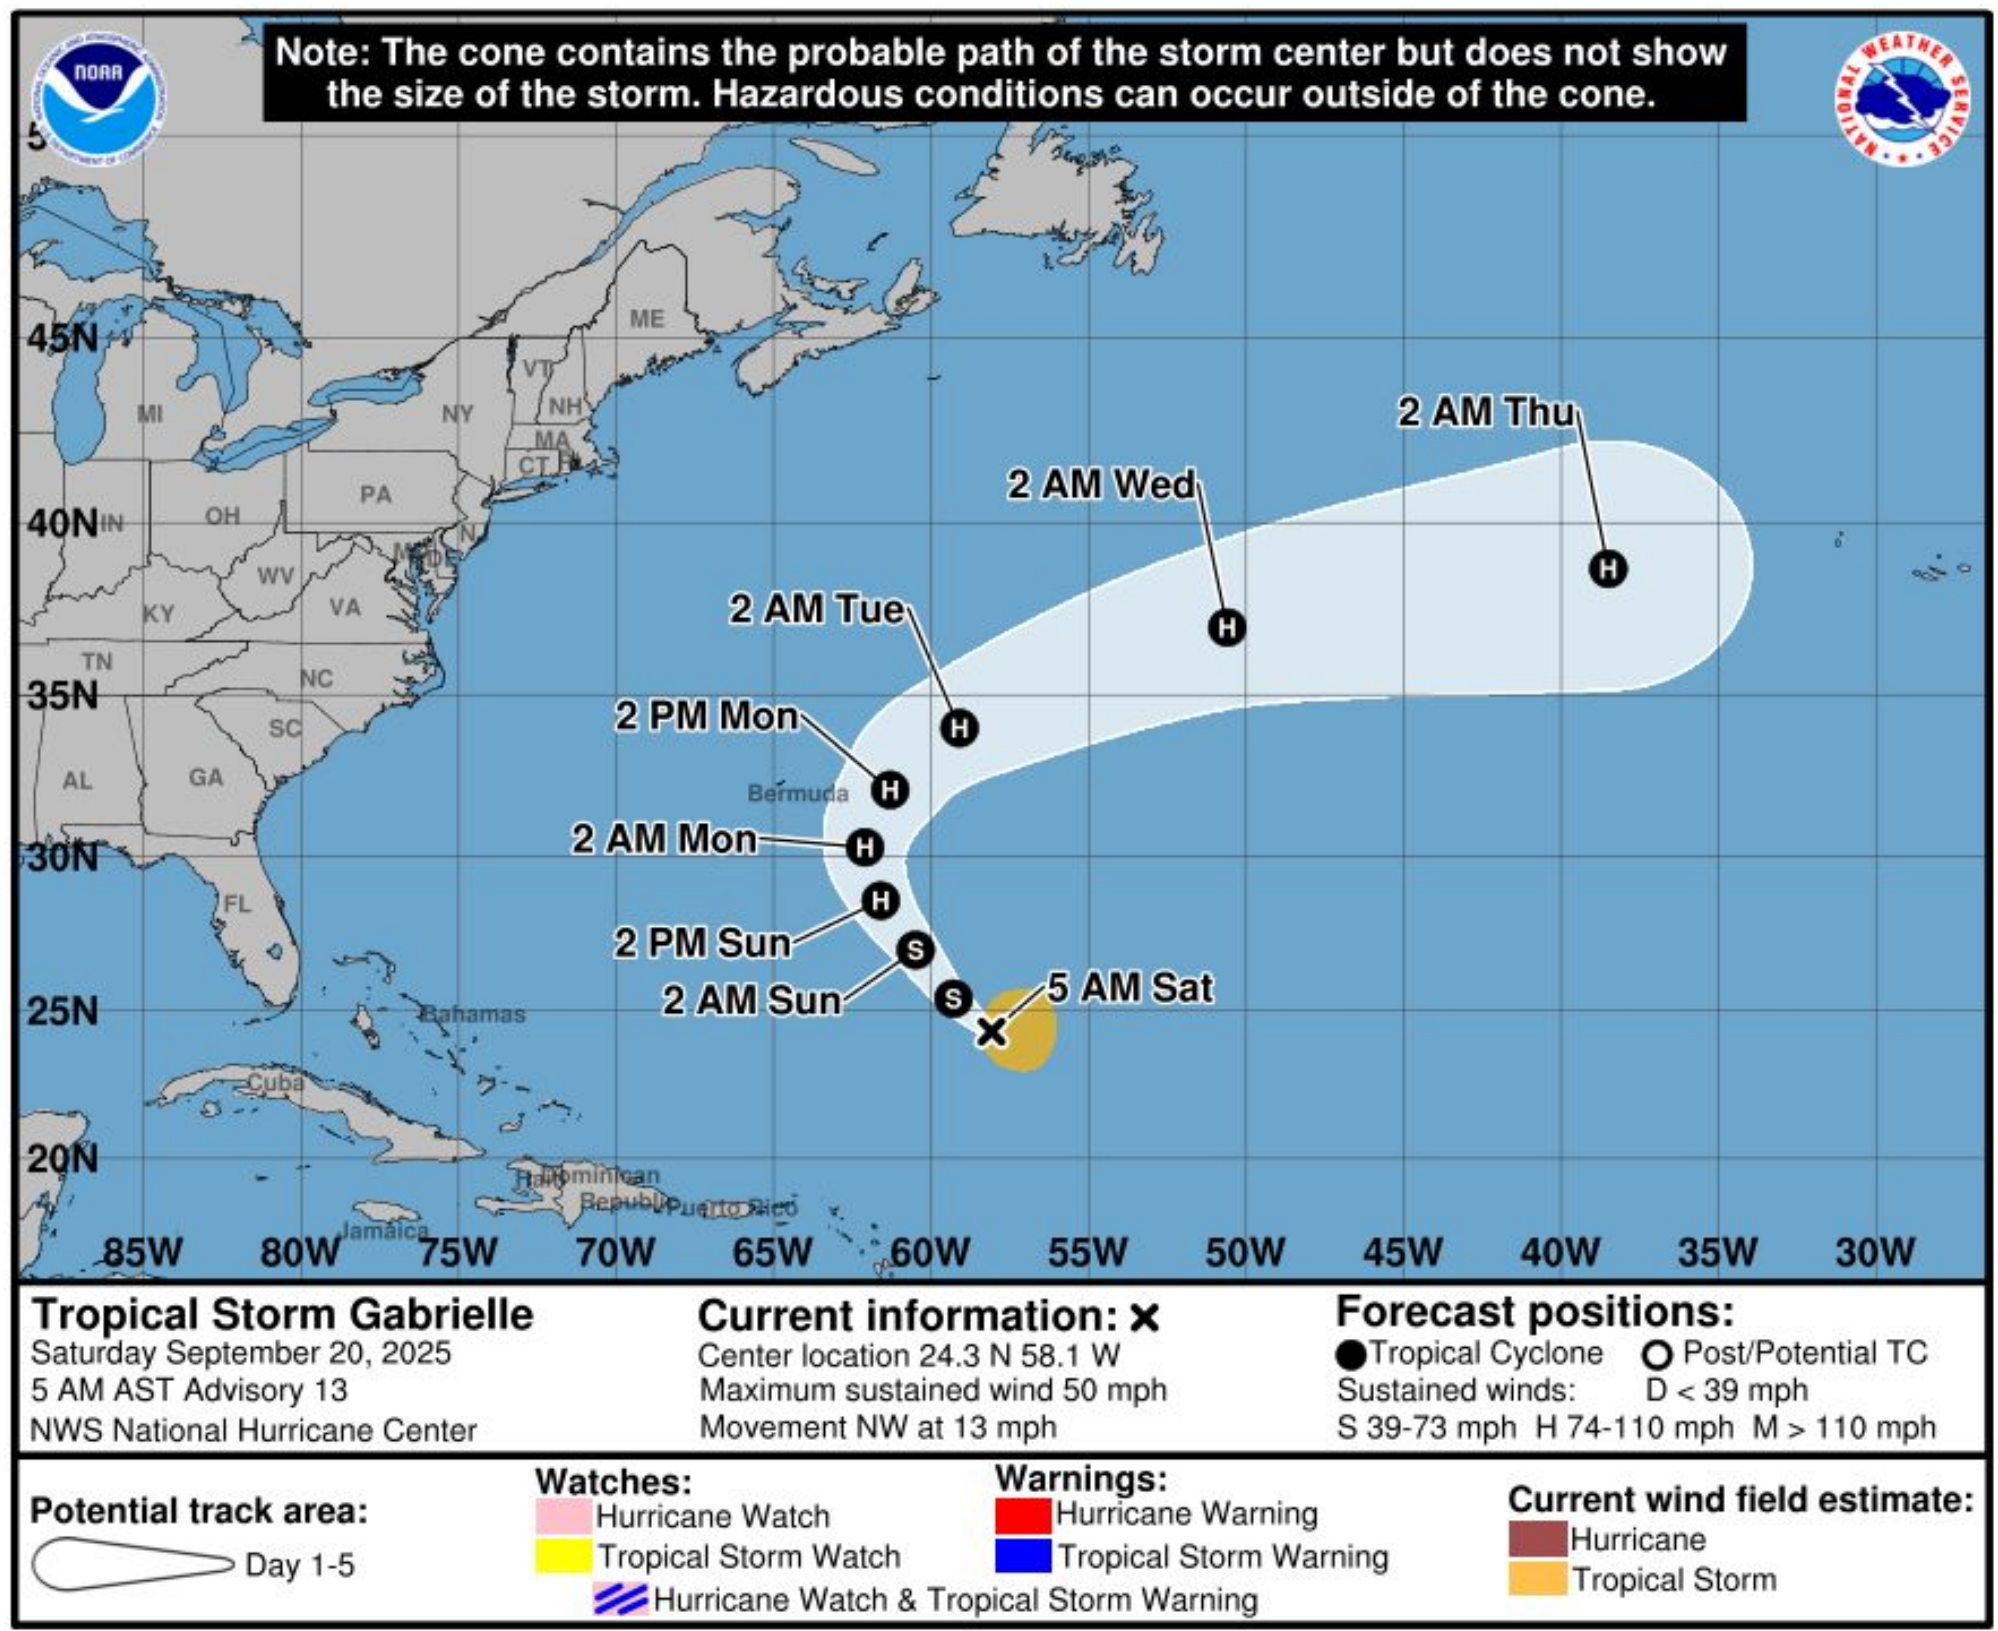 Note: The cone contains the probable path of the storm center but does not show
the size of the storm. Hazardous conditions can occur outside of the cone.
NOAA
NATIONAL WEATHER SERVICE
45N
40N
35N
30N
25N
20N
ME
VT
NH
MI
NY
MA
CT
PA
IN
OH
WV
VA
KY
TN
NC
SC
AL
GA
FL
Bermuda
Bahamas
Cuba
Dominican
Republic
Puerto Rico
Jamaica
2 AM Thu
H
2 AM Wed
H
2 AM Tue
H
2 PM Mon
H
2 AM Mon
H
2 PM Sun
H
2 AM Sun
S
S
5 AM Sat
85W 80W 75W 70W 65W 60W 55W 50W 45W 40W 35W 30W
Tropical Storm Gabrielle
Saturday September 20, 2025
5 AM AST Advisory 13
NWS National Hurricane Center
Current information: ×
Center location 24.3 N 58.1 W
Maximum sustained wind 50 mph
Movement NW at 13 mph
Forecast positions:
Tropical Cyclone Post/Potential TC
Sustained winds: D < 39 mph
S 39-73 mph H 74-110 mph M > 110 mph
Potential track area:
Day 1-5
Watches:
Hurricane Watch
Tropical Storm Watch
Warnings:
Hurricane Warning
Tropical Storm Warning
Hurricane Watch & Tropical Storm Warning
Current wind field estimate:
Hurricane
Tropical Storm